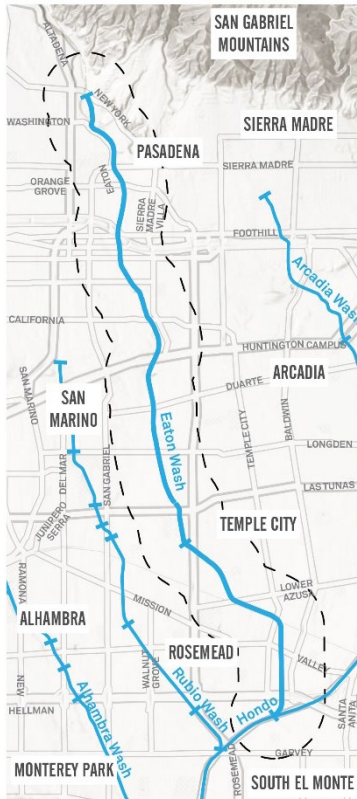 SAN GABRIEL
MOUNTAINS
ALTADENA
NEW YORK
WASHINGTON
SIERRA MADRE
PASADENA
SIERRA MADRE
ORANGE
GROVE
EATON
SIERRA
MADRE
VILLA
FOOTHILL
Arcadia Wash
CALIFORNIA
HUNTINGTON
CAMPUS
SAN MARINO
ARCADIA
DUARTE
SAN
MARINO
Eaton Wash
TEMPLE CITY
BALDWIN
LONGDEN
DEL MAR
SAN GABRIEL
LAS TUNAS
JUNIPERO
SERRA
TEMPLE CITY
RAMONA
LOWER
AZUSA
MISSION
ALHAMBRA
ROSEMEAD
VALLEY
WALNUT
GROVE
Rubio Wash
NEW
Alhambra Wash
Hondo
SANTA
ANITA
HELLMAN
ROSEMEAD
GARVEY
MONTEREY PARK
SOUTH EL MONTE